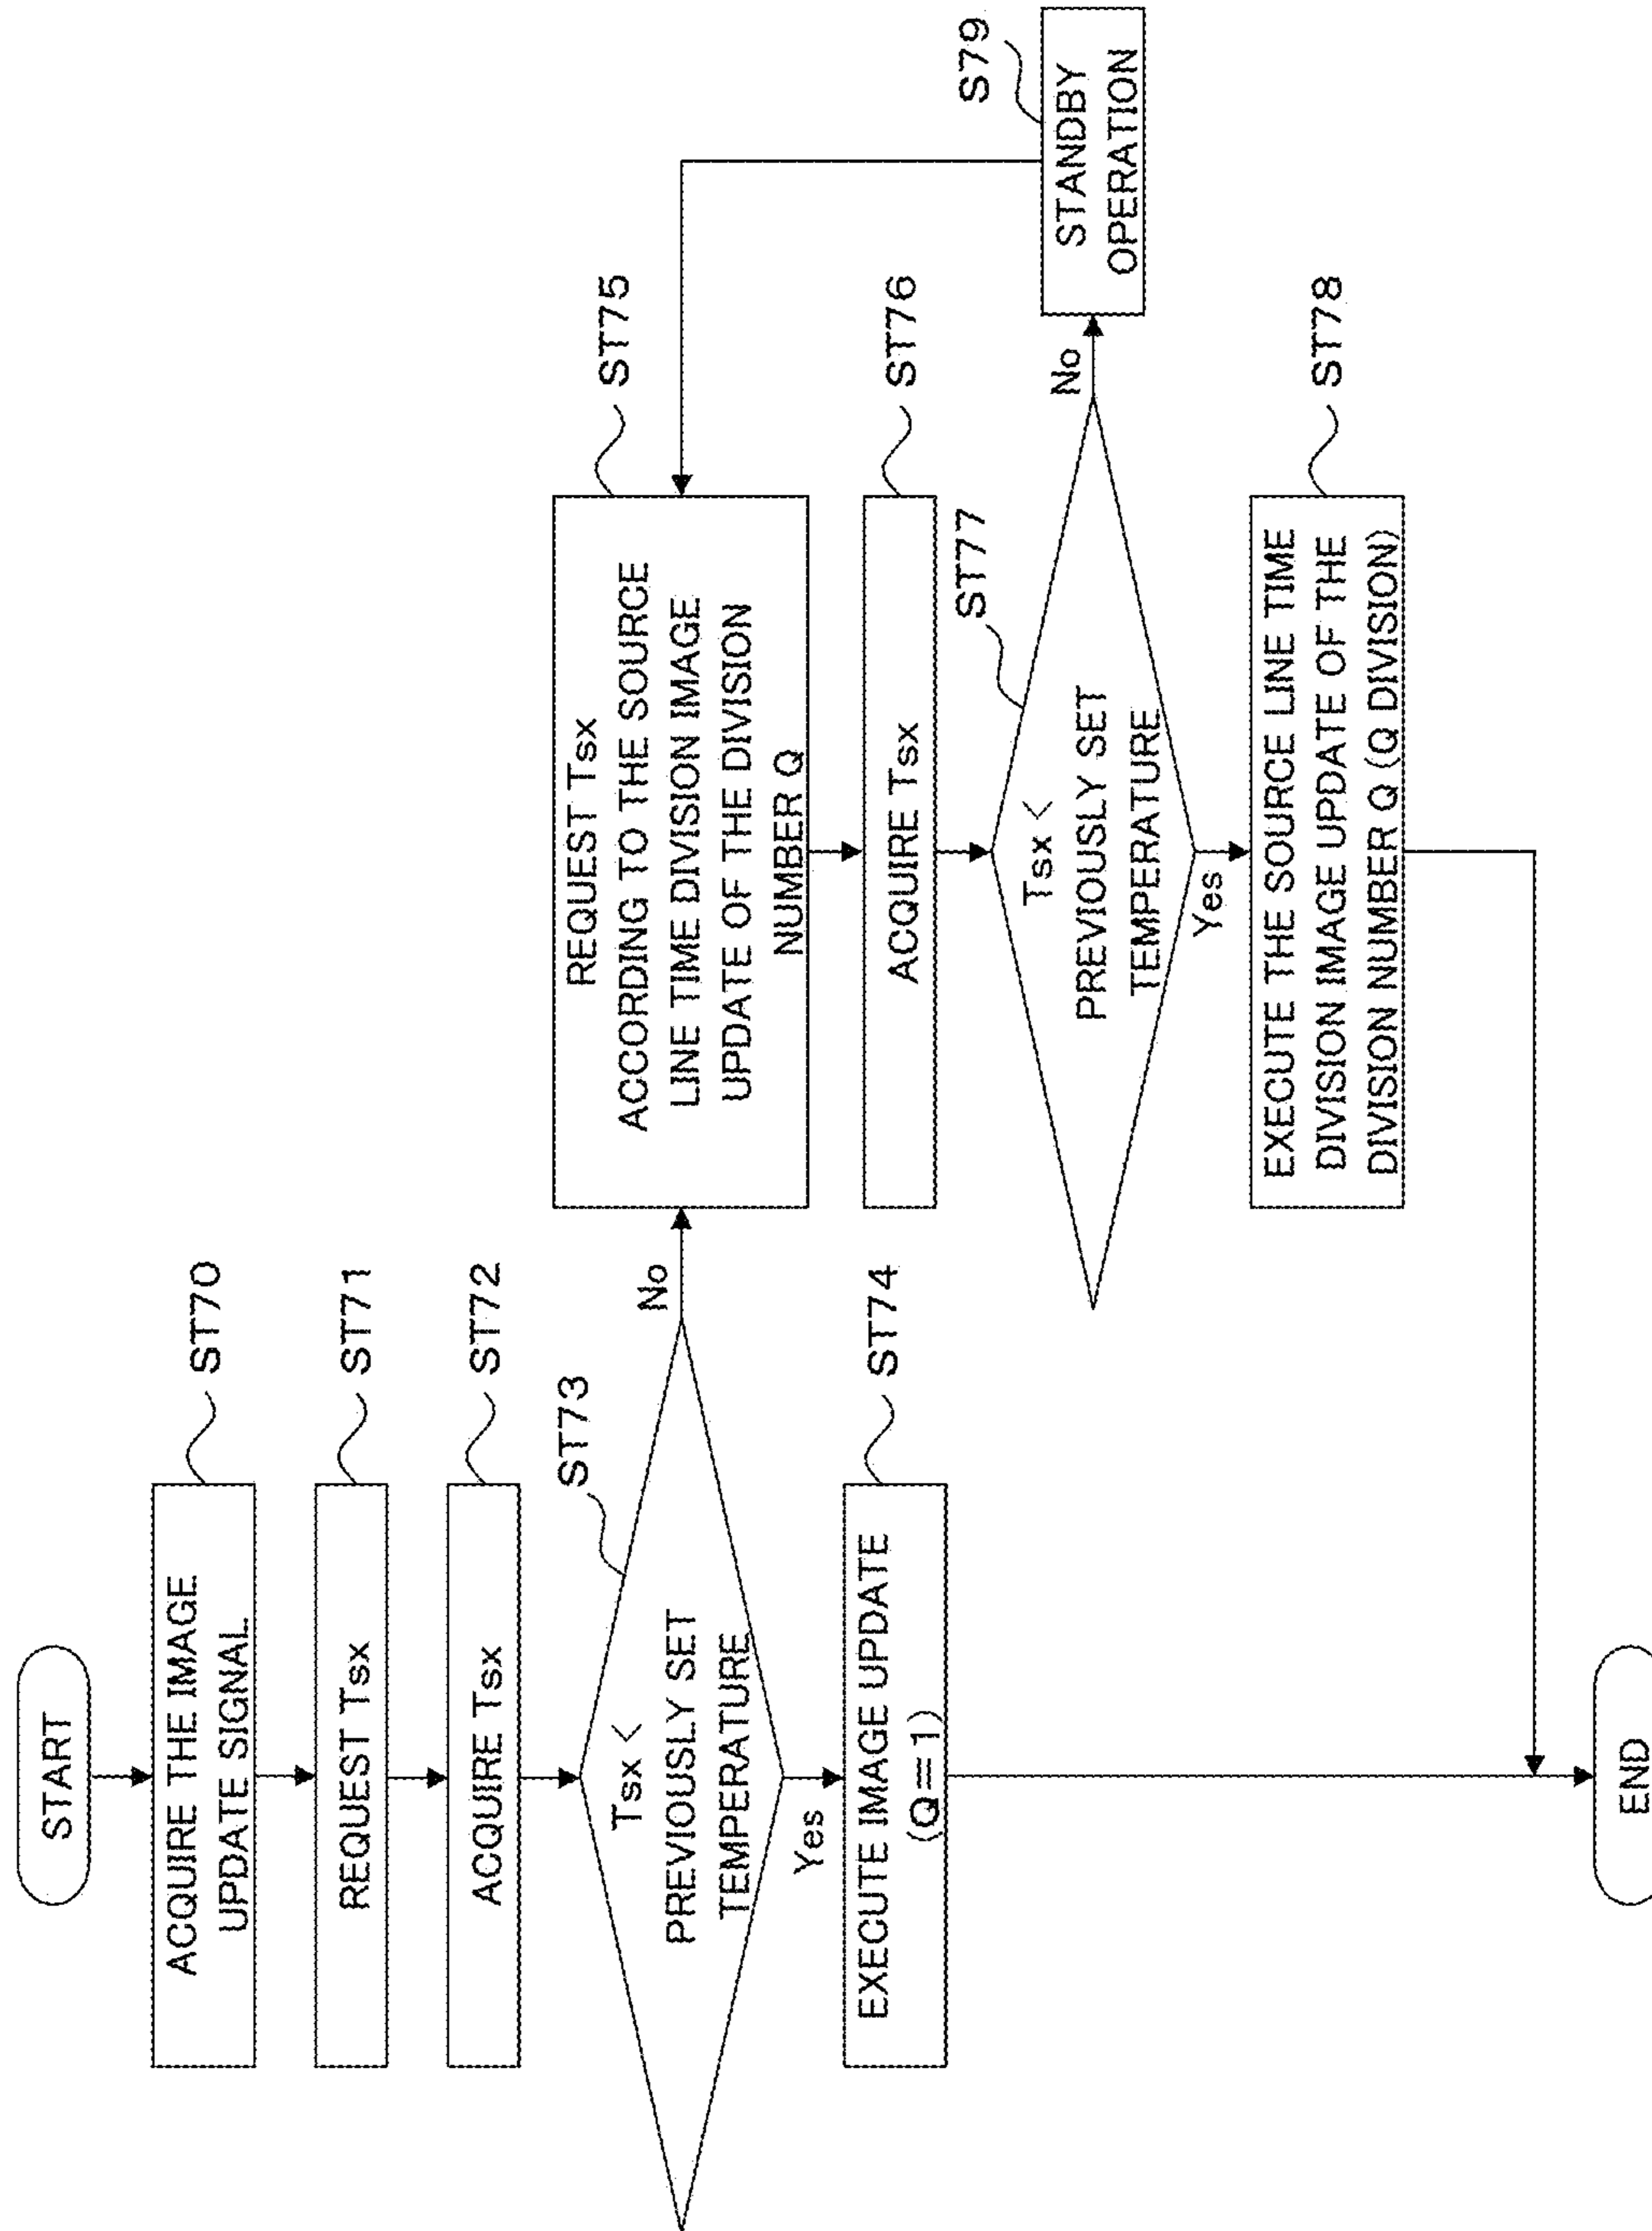 START
ACQUIRE THE IMAGE
UPDATE SIGNAL
ST70
REQUEST Tsx
ST71
ACQUIRE Tsx
ST72
Tsx <
PREVIOUSLY SET
TEMPERATURE
ST73
No
Yes
EXECUTE IMAGE UPDATE
(Q=1)
ST74
REQUEST Tsx
ACCORDING TO THE SOURCE
LINE TIME DIVISION IMAGE
UPDATE OF THE DIVISION
NUMBER Q
ST75
ACQUIRE Tsx
ST76
Tsx <
PREVIOUSLY SET
TEMPERATURE
ST77
No
Yes
STANDBY
OPERATION
S79
EXECUTE THE SOURCE LINE TIME
DIVISION IMAGE UPDATE OF THE
DIVISION NUMBER Q (Q DIVISION)
ST78
END